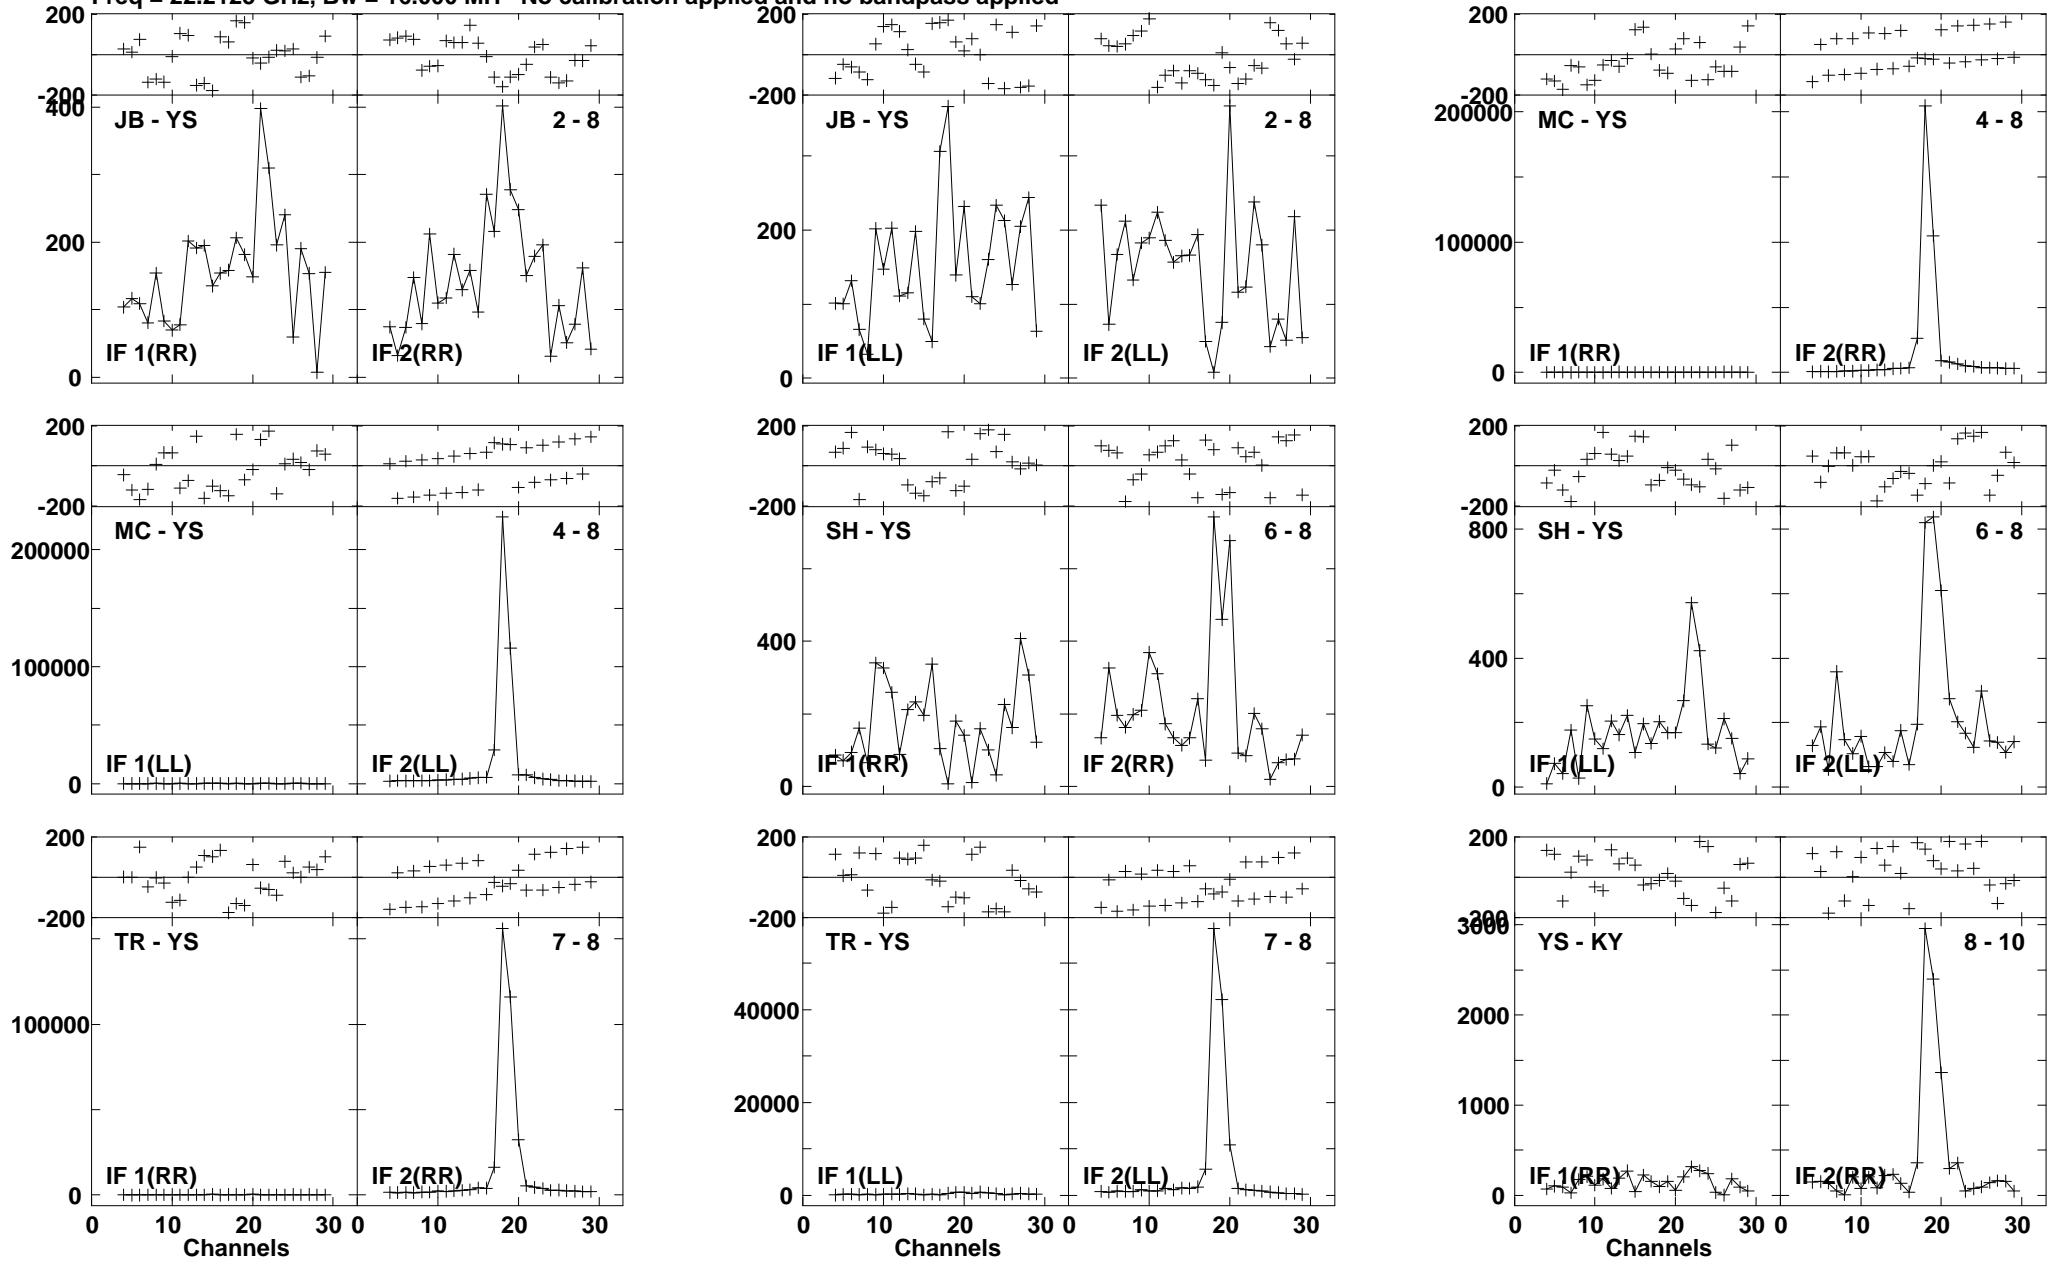 Freq = 22.2128 GHz, Bw = 16.000 MH No calibration applied and no bandpass applied
200
-200
400
200
0
JB - YS
2 - 8
IF 1(RR)
IF 2(RR)
200
-200
200
0
JB - YS
2 - 8
IF 1(LL)
IF 2(LL)
200
-200
200000
100000
0
MC - YS
4 - 8
IF 1(RR)
IF 2(RR)
200
-200
200000
100000
0
MC - YS
4 - 8
IF 1(LL)
IF 2(LL)
200
-200
400
0
SH - YS
6 - 8
IF 1(RR)
IF 2(RR)
200
-200
800
400
0
SH - YS
6 - 8
IF 1(LL)
IF 2(LL)
200
-200
100000
0
TR - YS
7 - 8
IF 1(RR)
IF 2(RR)
0 10 20 30 0 10 20 30
Channels
200
-200
40000
20000
0
TR - YS
7 - 8
IF 1(LL)
IF 2(LL)
0 10 20 30 0 10 20 30
Channels
200
-200
3000
2000
1000
0
YS - KY
8 - 10
IF 1(RR)
IF 2(RR)
0 10 20 30 0 10 20 30
Channels